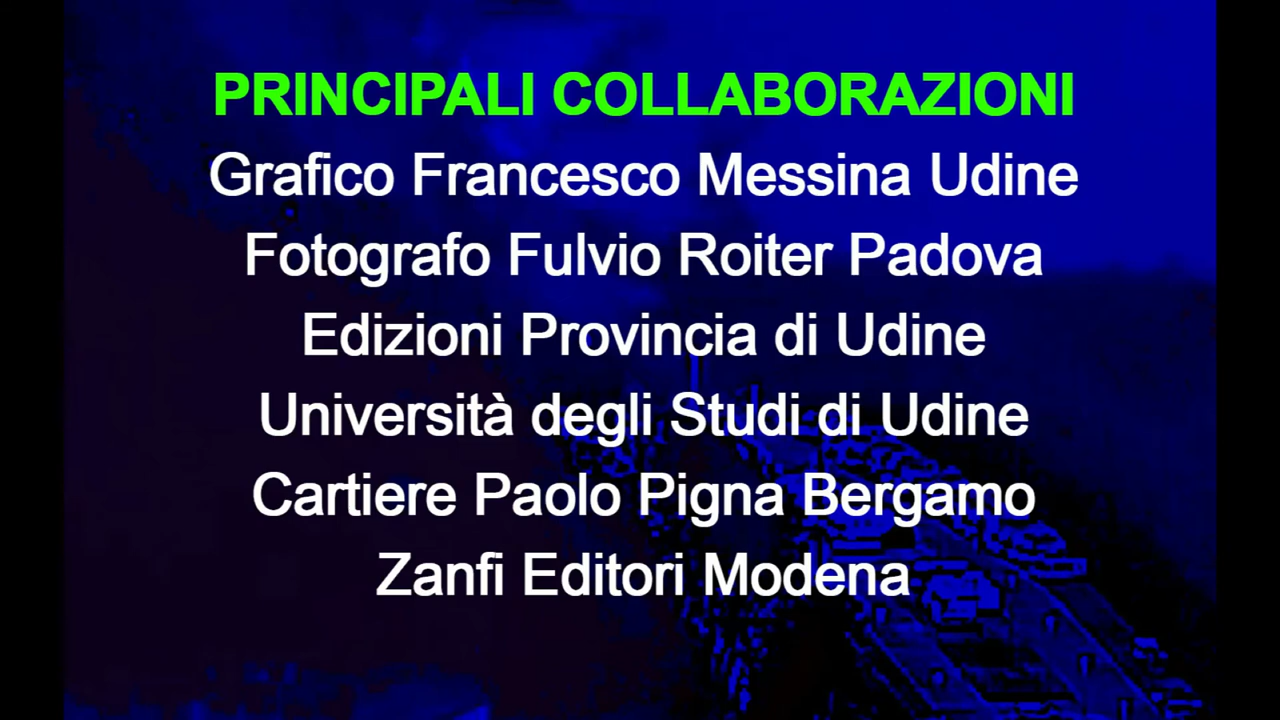 PRINCIPALI COLLABORAZIONI
Grafico Francesco Messina Udine
Fotografo Fulvio Roiter Padova
Edizioni Provincia di Udine
Università degli Studi di Udine
Cartiere Paolo Pigna Bergamo
Zanfi Editori Modena